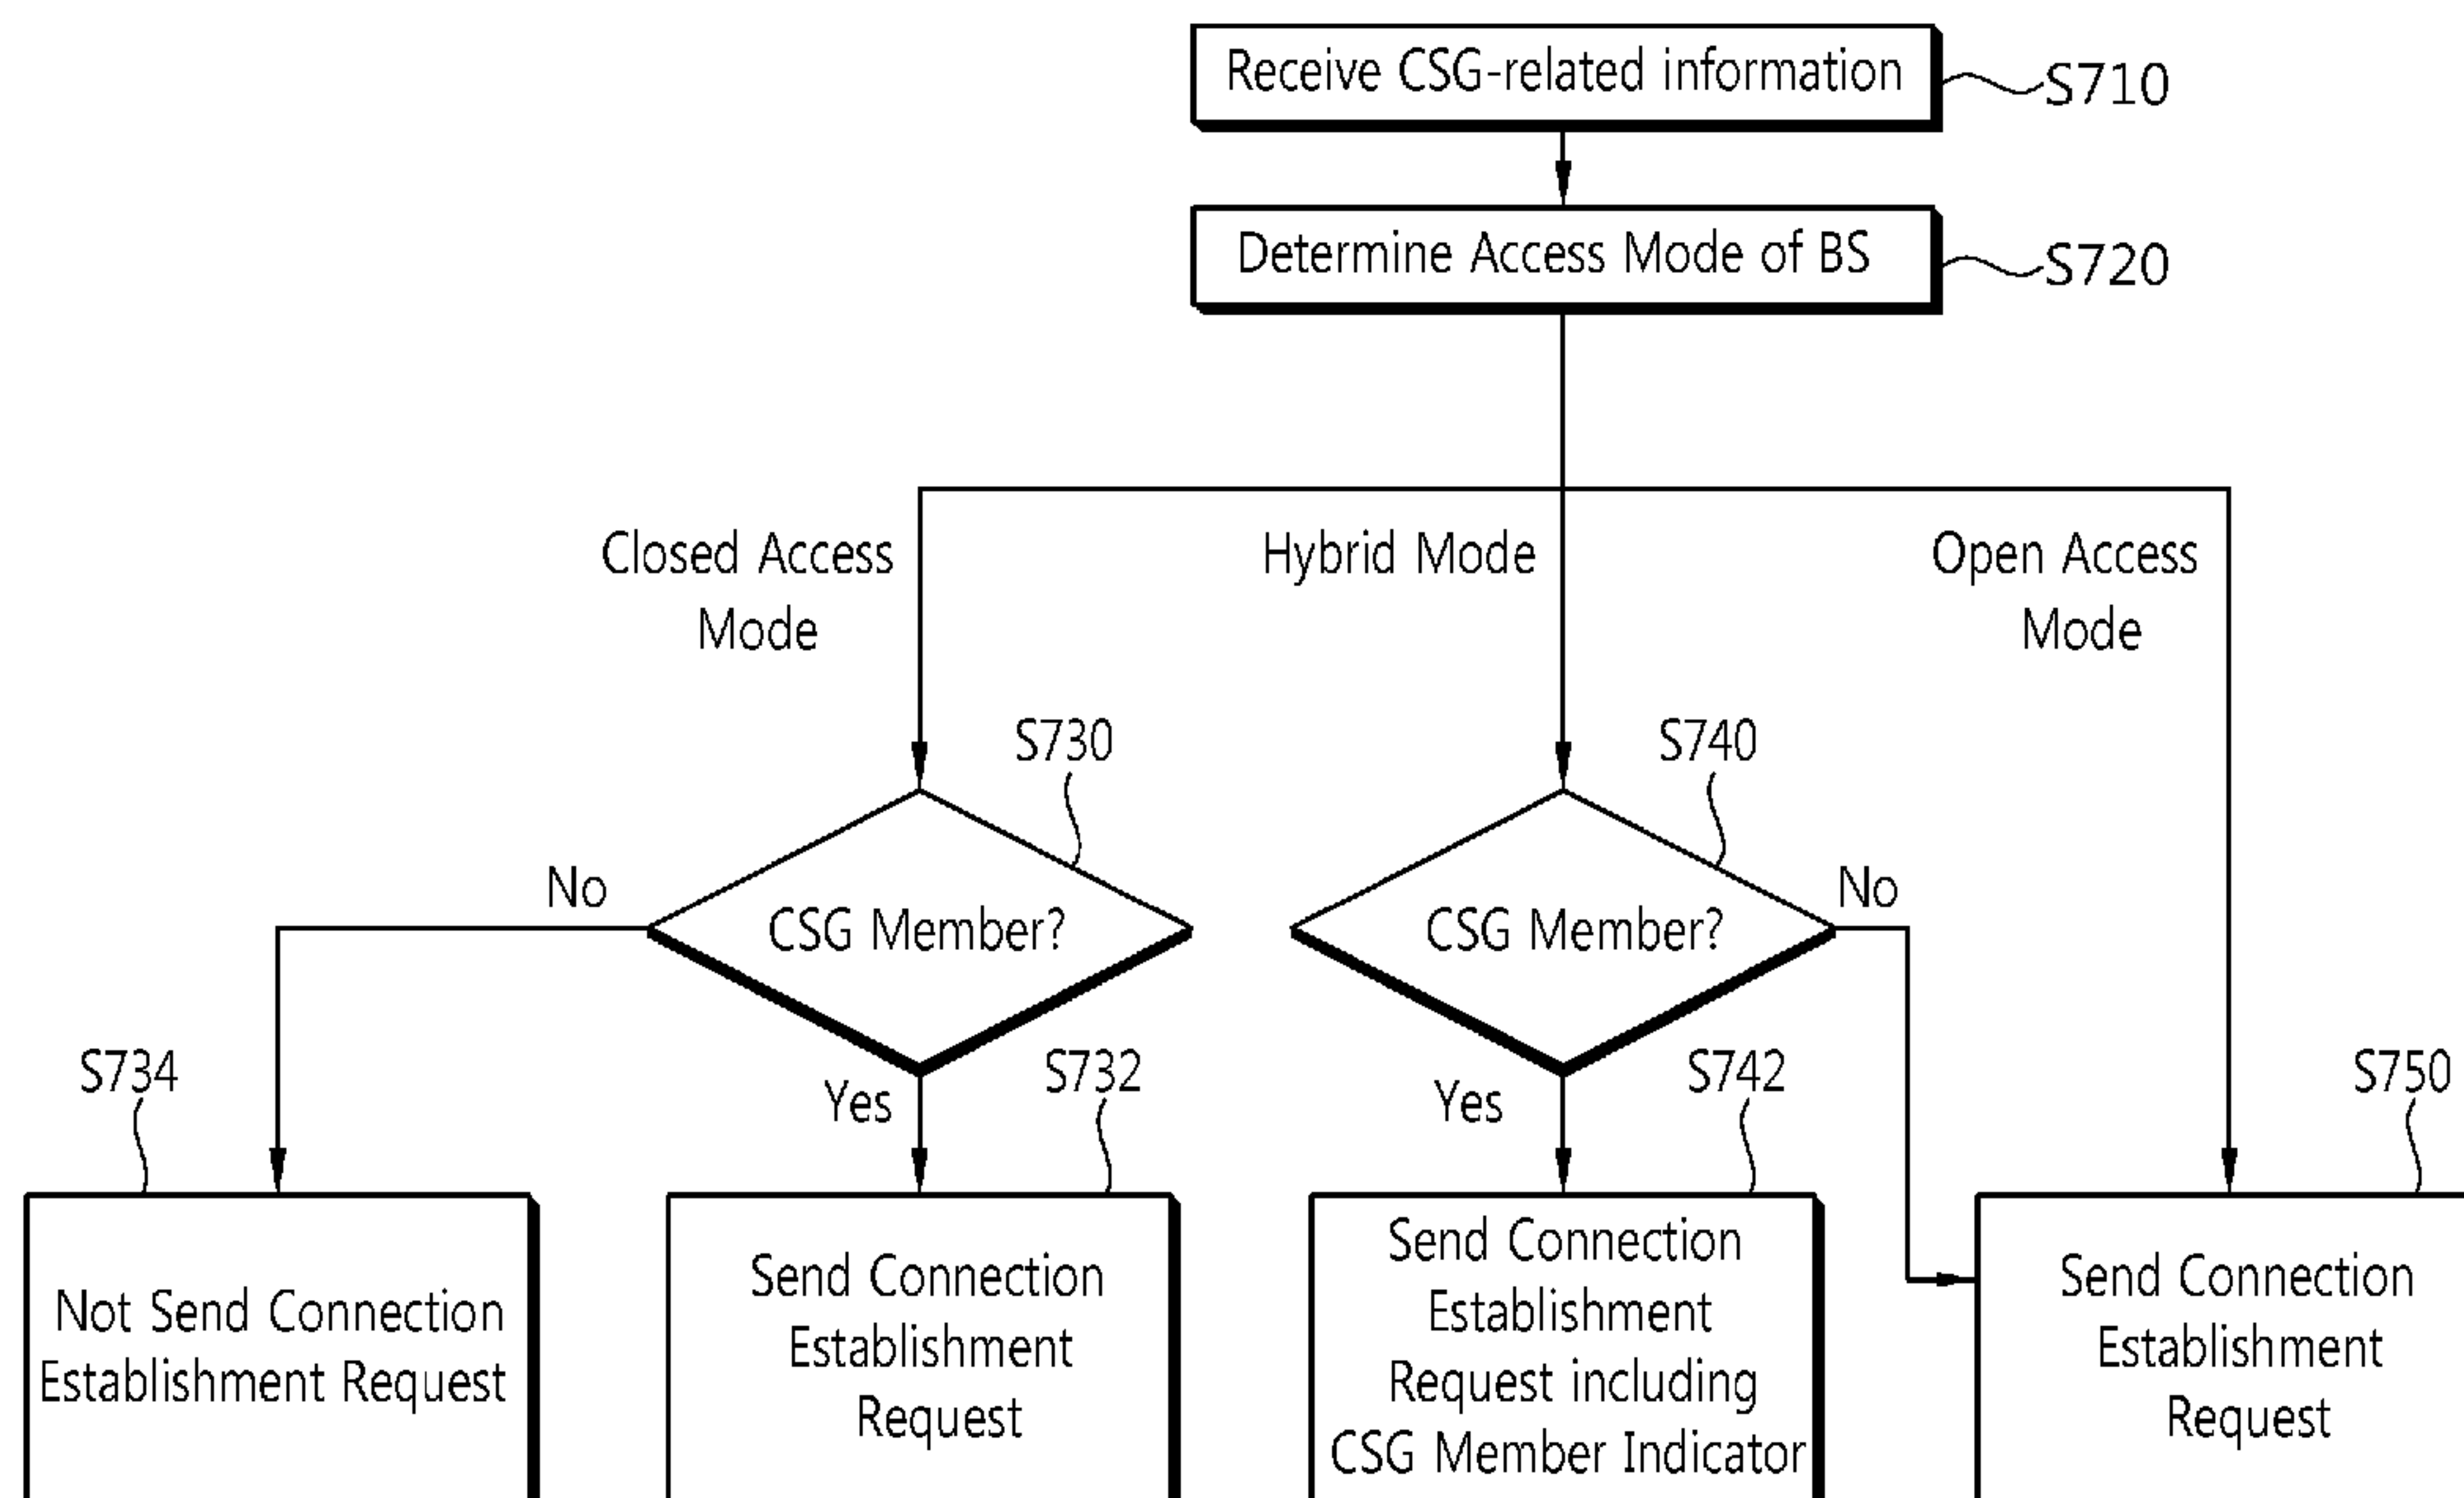 Receive CSG-related information
S710
Determine Access Mode of BS
S720
Closed Access
Mode
Hybrid Mode
Open Access
Mode
S730
S740
No
CSG Member?
CSG Member?
No
S734
Yes
S732
Yes
S742
S750
Not Send Connection
Establishment Request
Send Connection
Establishment
Request
Send Connection
Establishment
Request including
CSG Member Indicator
Send Connection
Establishment
Request